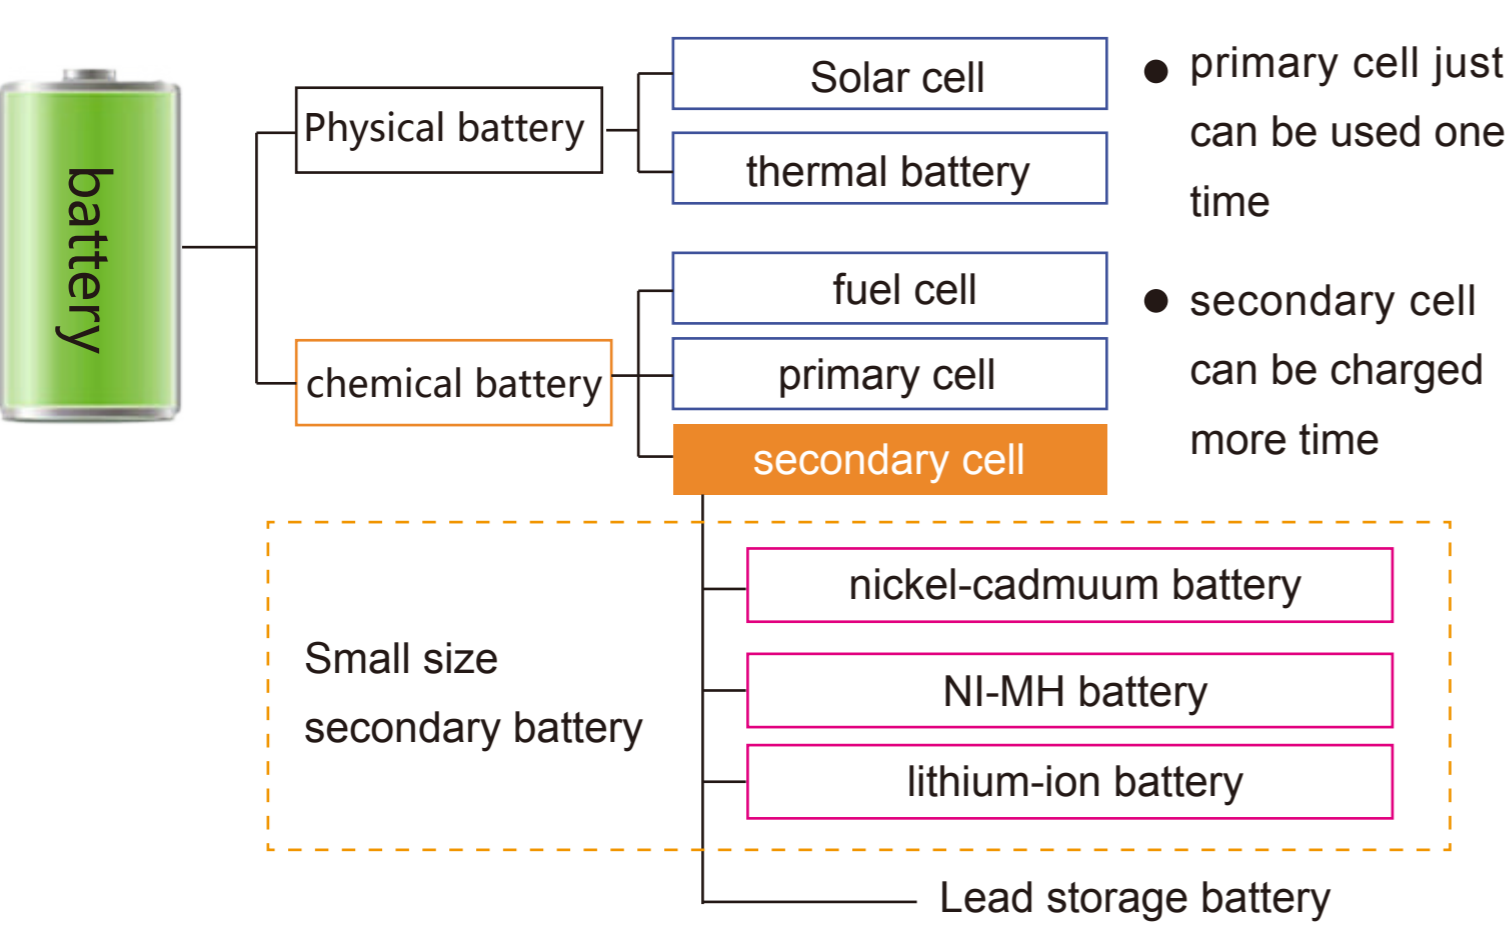 battery
Physical battery
Solar cell
thermal battery
chemical battery
fuel cell
primary cell
secondary cell
● primary cell just
can be used one
time
● secondary cell
can be charged
more time
Small size
secondary battery
nickel-cadmuum battery
NI-MH battery
lithium-ion battery
Lead storage battery